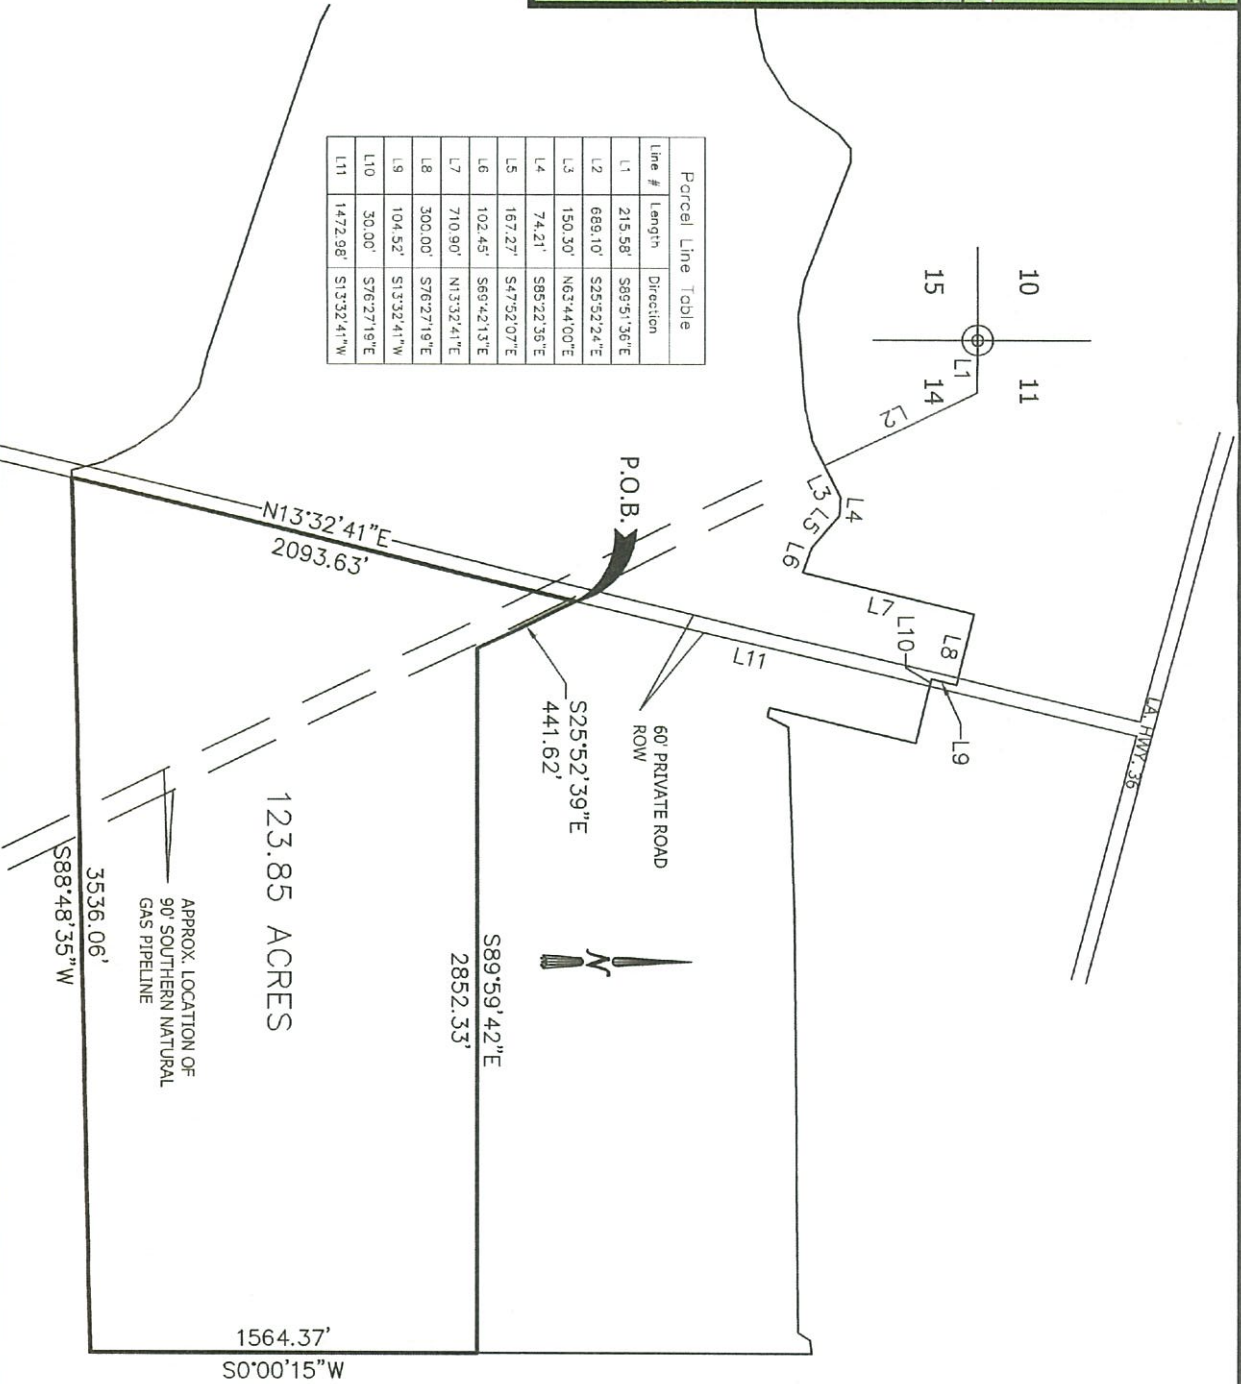 10
11
15
14
L1
L2
L3
L4
L5
L6
L7
L8
L9
L10
L11
LA. HWY. 36
P.O.B.
60' PRIVATE ROAD
ROW
N13°32'41"E
2093.63'
S25°52'39"E
441.62'
S89°59'42"E
2852.33'
N
123.85 ACRES
APPROX. LOCATION OF
90' SOUTHERN NATURAL
GAS PIPELINE
3536.06'
S88°48'35"W
1564.37'
S0°00'15"W
Parcel Line Table
Line # Length Direction
L1 215.58' S89°51'36"E
L2 689.10' S25°52'24"E
L3 150.30' N63°44'00"E
L4 74.21' S85°22'36"E
L5 167.27' S47°52'07"E
L6 102.45' S69°42'13"E
L7 710.90' N13°32'41"E
L8 300.00' S76°27'19"E
L9 104.52' S13°32'41"W
L10 30.00' S76°27'19"E
L11 1472.98' S13°32'41"W